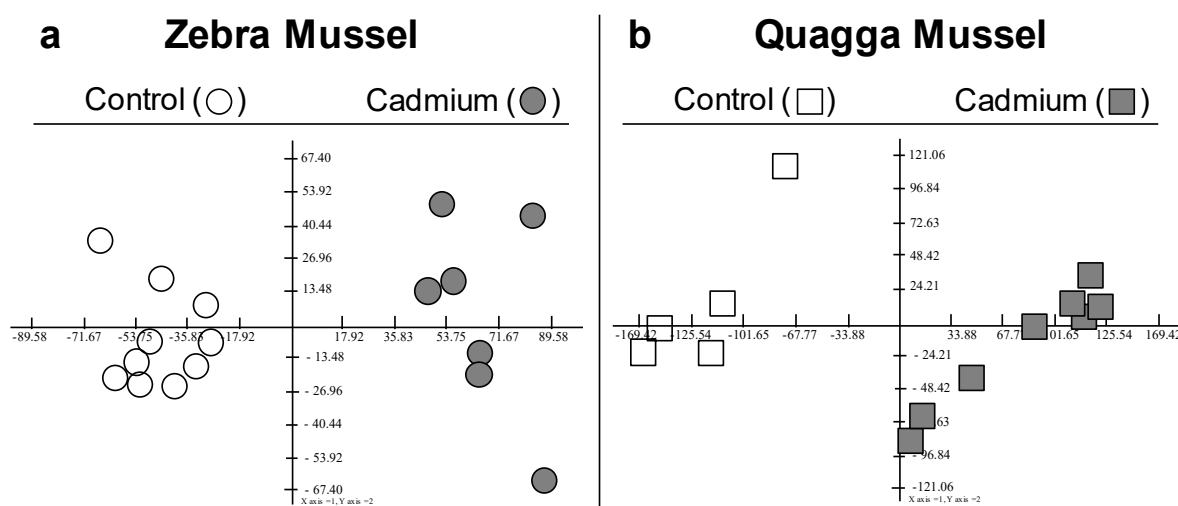 a Zebra Mussel
Control ( )
Cadmium ( )
67.40
53.92
40.44
26.96
13.48
-89.58 -71.67 -53.75 -35.83 -17.92 17.92 35.83 53.75 71.67 89.58
- 13.48
- 26.96
- 40.44
- 53.92
- 67.40
X axis =1, Y axis =2
b Quagga Mussel
Control ( )
Cadmium ( )
121.06
96.84
72.63
48.42
24.21
-169.42 -125.54 -101.65 -67.77 -33.88 33.88 67.7 01.65 125.54 169.42
- 24.21
- 48.42
63
- 96.84
- 121.06
X axis =1, Y axis =2